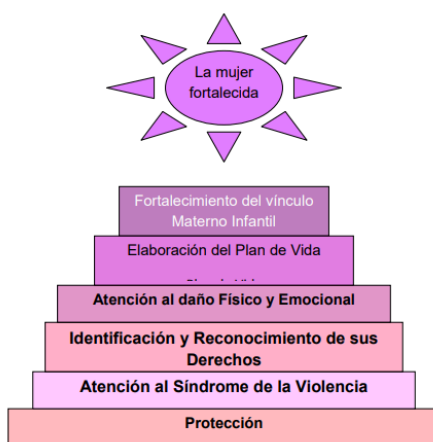 La mujer
fortalecida
Fortalecimiento del vínculo
Materno Infantil
Elaboración del Plan de Vida
Atención al daño Físico y Emocional
Identificación y Reconocimiento de sus
Derechos
Atención al Síndrome de la Violencia
Protección